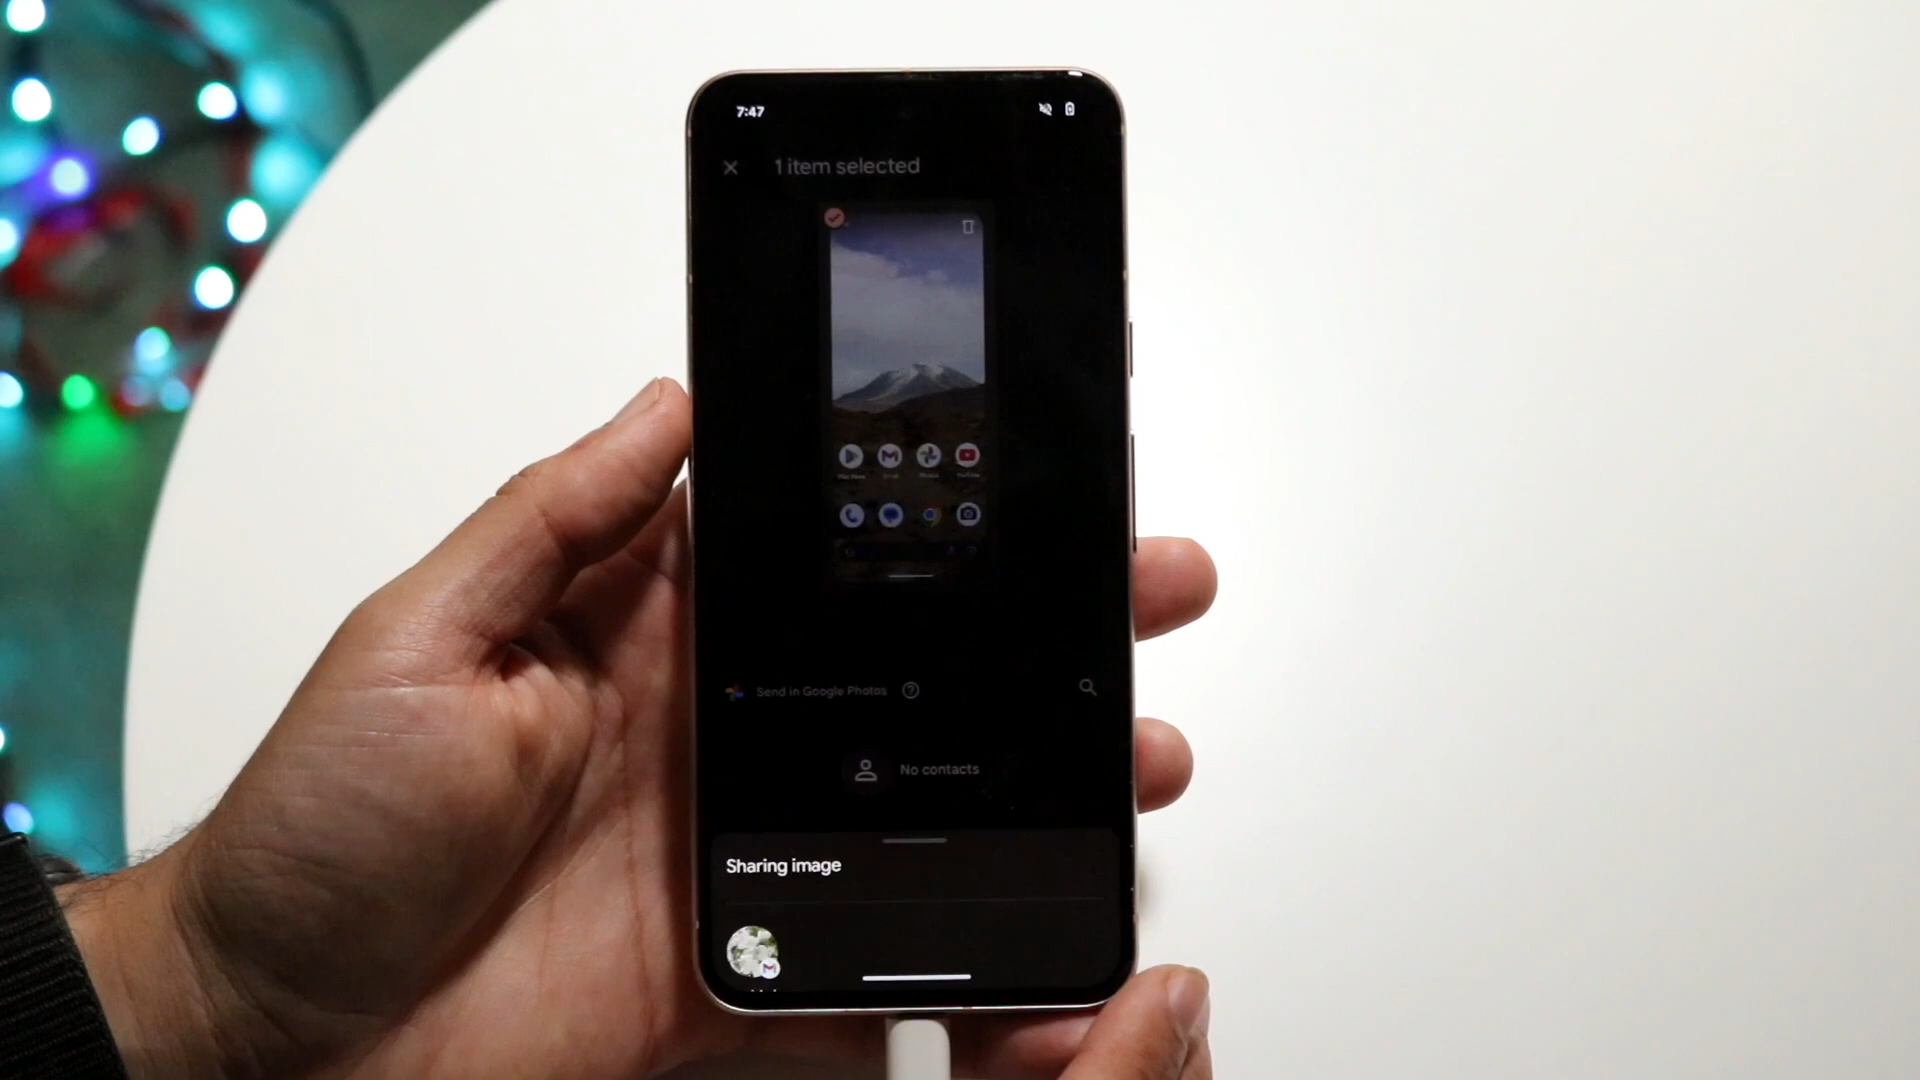 7:47
1 item selected
Send in Google Photos
No contacts
Sharing image